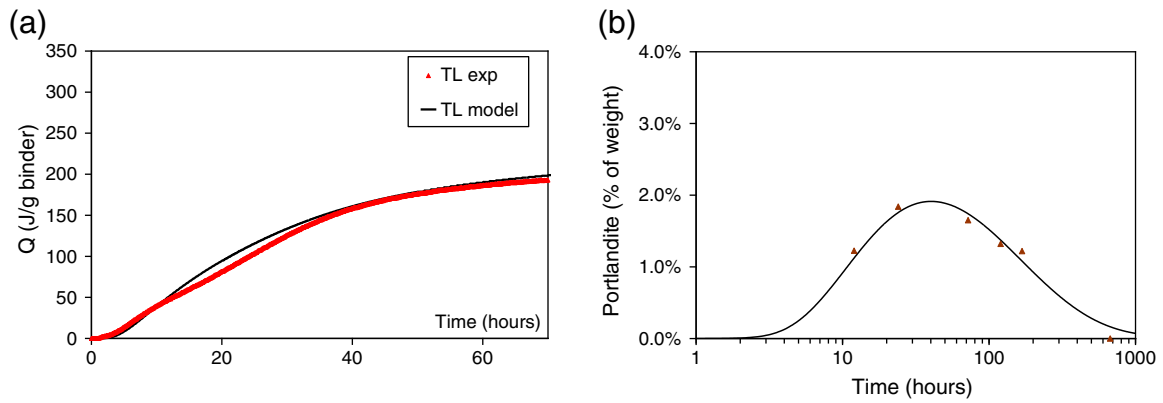 (a)
350
300
250
200
150
100
50
0
Q (J/g binder)
TL exp
TL model
Time (hours)
0 20 40 60
(b)
4.0%
3.0%
2.0%
1.0%
0.0%
Portlandite (% of weight)
1 10 100 1000
Time (hours)